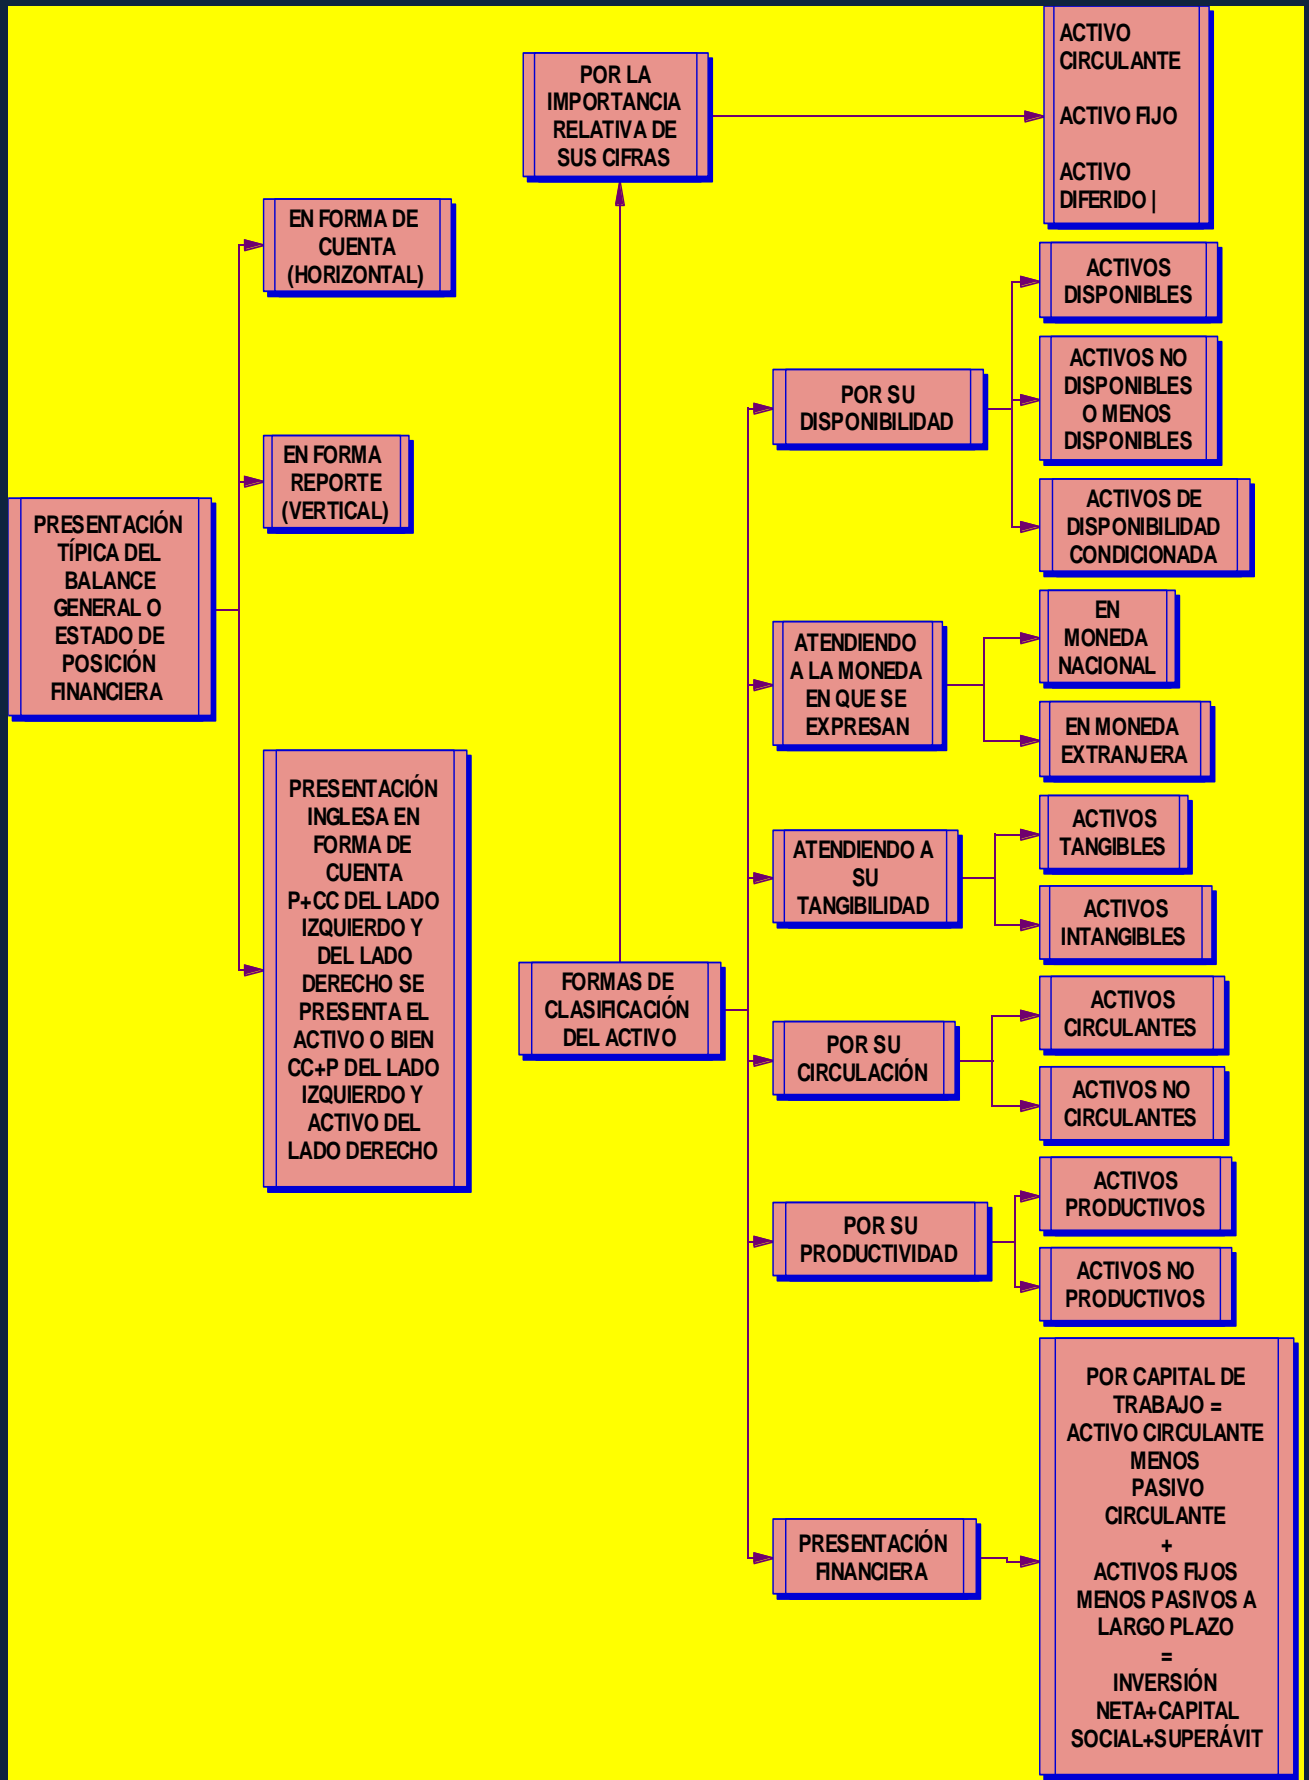 PRESENTACIÓN
TÍPICA DEL
BALANCE
GENERAL O
ESTADO DE
POSICIÓN
FINANCIERA
EN FORMA DE
CUENTA
(HORIZONTAL)
EN FORMA
REPORTE
(VERTICAL)
PRESENTACIÓN
INGLESA EN
FORMA DE
CUENTA
P+CC DEL LADO
IZQUIERDO Y
DEL LADO
DERECHO SE
PRESENTA EL
ACTIVO O BIEN
CC+P DEL LADO
IZQUIERDO Y
ACTIVO DEL
LADO DERECHO
FORMAS DE
CLASIFICACIÓN
DEL ACTIVO
POR LA
IMPORTANCIA
RELATIVA DE
SUS CIFRAS
ACTIVO
CIRCULANTE
ACTIVO FIJO
ACTIVO
DIFERIDO |
POR SU
DISPONIBILIDAD
ACTIVOS
DISPONIBLES
ACTIVOS NO
DISPONIBLES
O MENOS
DISPONIBLES
ACTIVOS DE
DISPONIBILIDAD
CONDICIONADA
ATENDIENDO
A LA MONEDA
EN QUE SE
EXPRESAN
EN
MONEDA
NACIONAL
EN MONEDA
EXTRANJERA
ATENDIENDO A
SU
TANGIBILIDAD
ACTIVOS
TANGIBLES
ACTIVOS
INTANGIBLES
POR SU
CIRCULACIÓN
ACTIVOS
CIRCULANTES
ACTIVOS NO
CIRCULANTES
POR SU
PRODUCTIVIDAD
ACTIVOS
PRODUCTIVOS
ACTIVOS NO
PRODUCTIVOS
PRESENTACIÓN
FINANCIERA
POR CAPITAL DE
TRABAJO =
ACTIVO CIRCULANTE
MENOS
PASIVO
CIRCULANTE
+
ACTIVOS FIJOS
MENOS PASIVOS A
LARGO PLAZO
=
INVERSIÓN
NETA+CAPITAL
SOCIAL+SUPERÁVIT